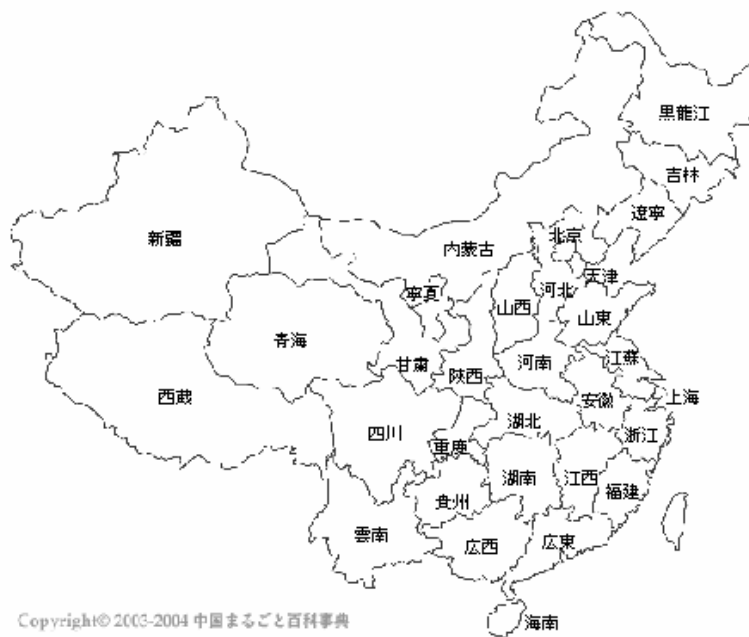 黒龍江
吉林
遼寧
北京
新疆
内蒙古
天津
寧夏
河北
山西
山東
青海
甘粛
河南
江蘇
陝西
西蔵
安徽
上海
湖北
四川
浙江
重慶
湖南
江西
福建
貴州
雲南
広西
広東
海南
Copyright© 2003-2004 中国まるごと百科事典